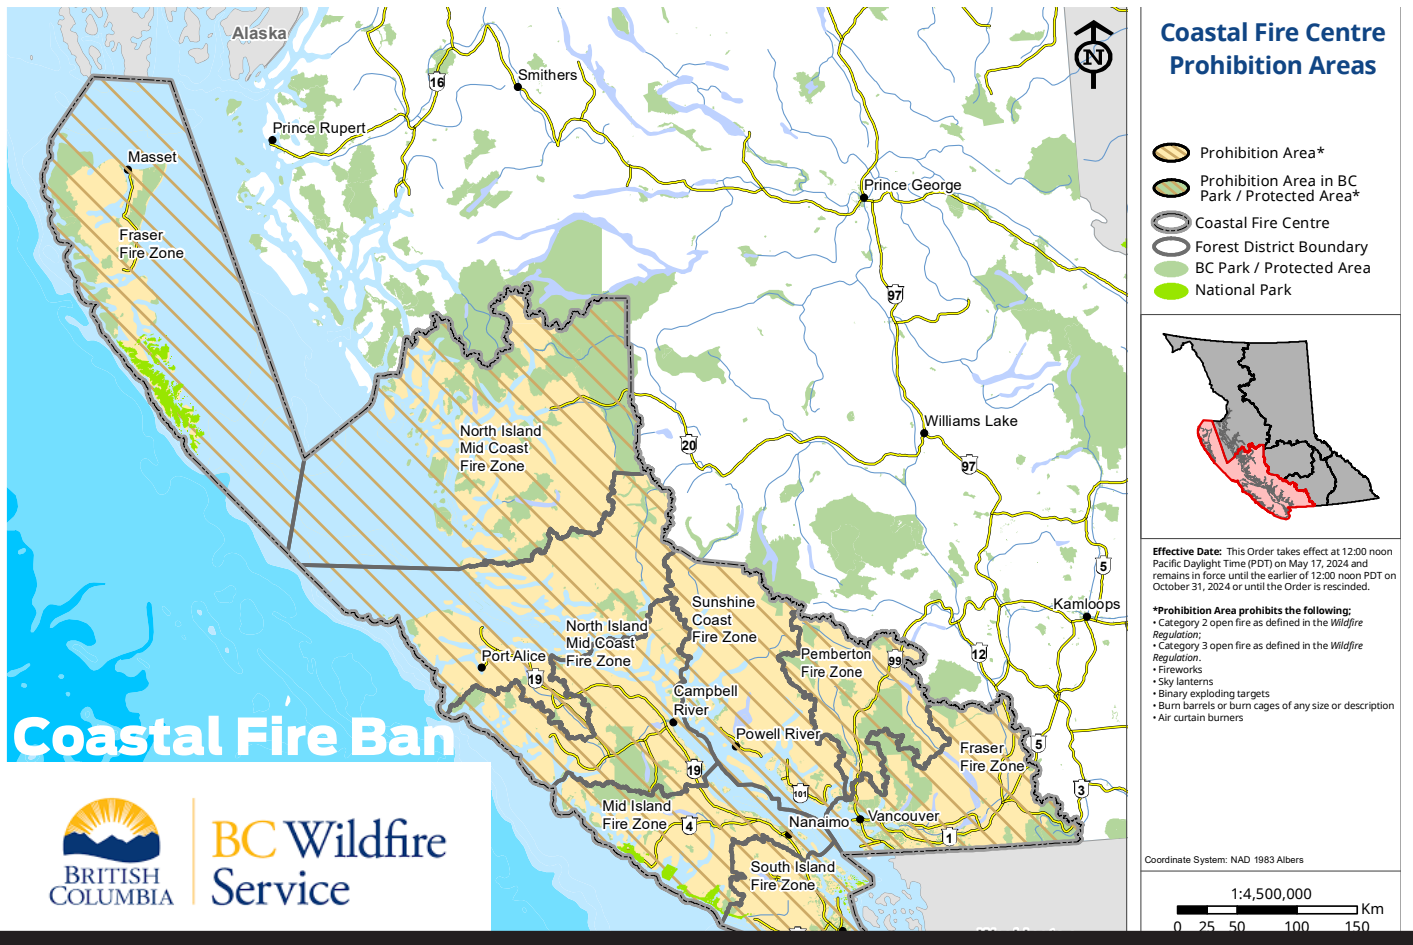 Alaska
16
Smithers
Prince Rupert
Masset
Prince George
Fraser
Fire Zone
97
Williams Lake
20
North Island
Mid Coast
Fire Zone
97
5
Kamloops
Sunshine
Coast
Fire Zone
North Island
Mid Coast
Fire Zone
Pemberton
Fire Zone
99
12
Port Alice
19
Campbell
River
Powell River
Fraser
Fire Zone
5
3
19
101
Mid Island
Fire Zone
4
Nanaimo
Vancouver
1
South Island
Fire Zone
Coastal Fire Ban
BRITISH
COLUMBIA
BC Wildfire
Service
N
Coastal Fire Centre
Prohibition Areas
Prohibition Area*
Prohibition Area in BC
Park / Protected Area*
Coastal Fire Centre
Forest District Boundary
BC Park / Protected Area
National Park
Effective Date: This Order takes effect at 12:00 noon
Pacific Daylight Time (PDT) on May 17, 2024 and
remains in force until the earlier of 12:00 noon PDT on
October 31, 2024 or until the Order is rescinded.
*Prohibition Area prohibits the following;
• Category 2 open fire as defined in the Wildfire
Regulation;
• Category 3 open fire as defined in the Wildfire
Regulation.
• Fireworks
• Sky lanterns
• Binary exploding targets
• Burn barrels or burn cages of any size or description
• Air curtain burners
Coordinate System: NAD 1983 Albers
1:4,500,000
Km
0 25 50 100 150